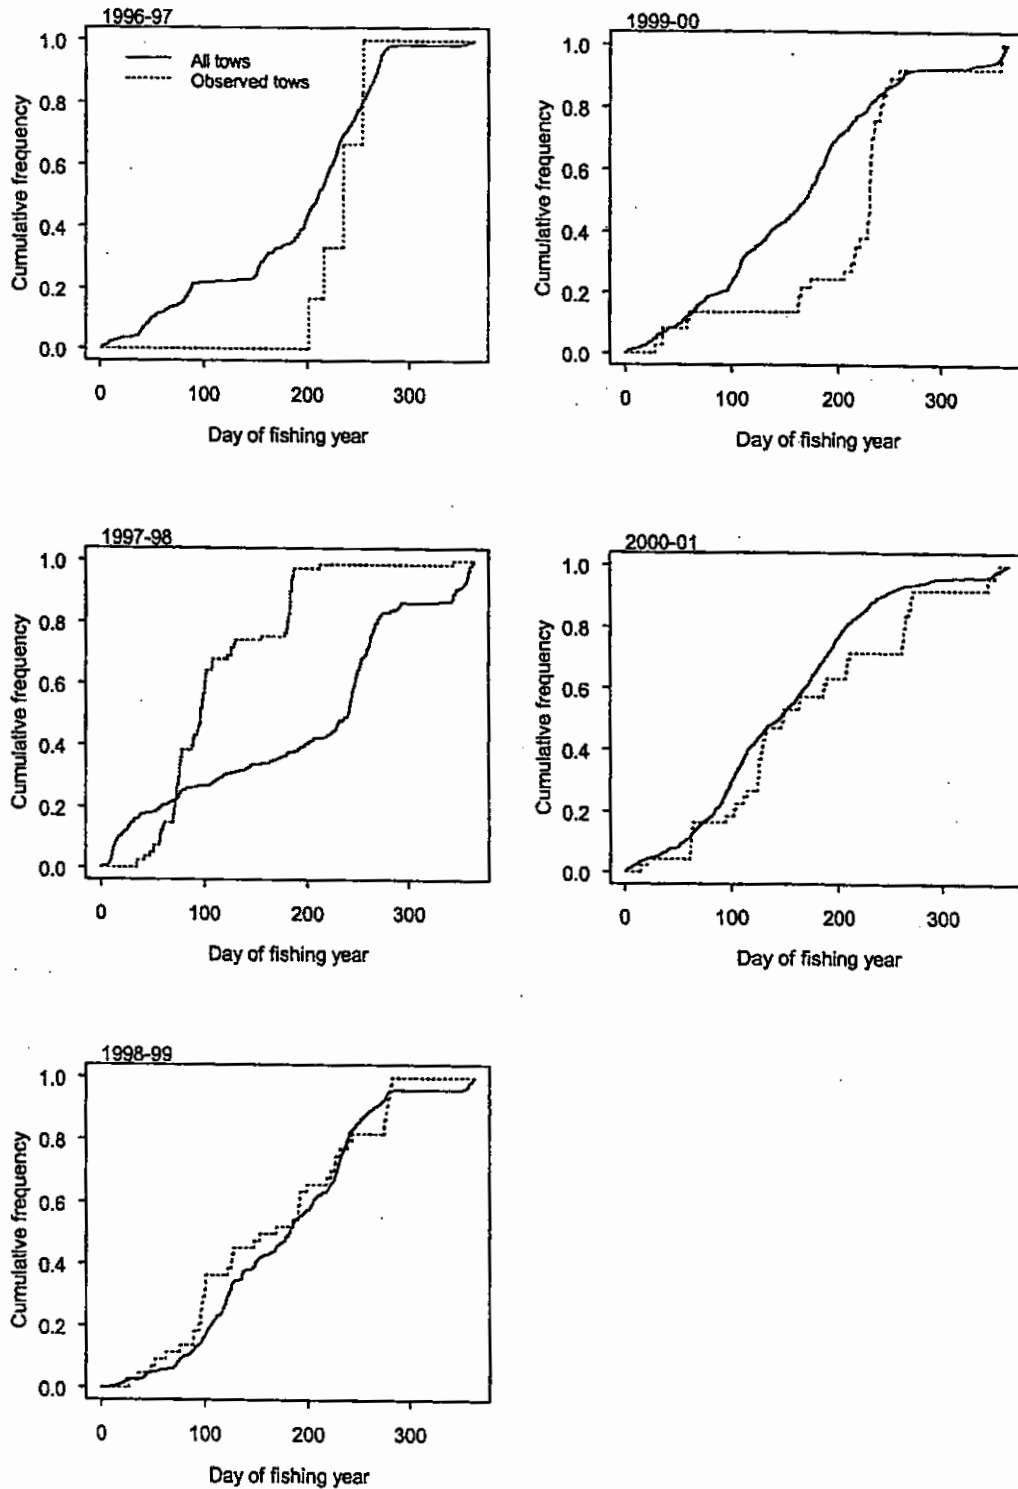 1996-97
1.0
0.8
0.6
0.4
0.2
0.0
Cumulative frequency
All tows
Observed tows
0 100 200 300
Day of fishing year
1999-00
1.0
0.8
0.6
0.4
0.2
0.0
Cumulative frequency
0 100 200 300
Day of fishing year
1997-98
1.0
0.8
0.6
0.4
0.2
0.0
Cumulative frequency
0 100 200 300
Day of fishing year
2000-01
1.0
0.8
0.6
0.4
0.2
0.0
Cumulative frequency
0 100 200 300
Day of fishing year
1998-99
1.0
0.8
0.6
0.4
0.2
0.0
Cumulative frequency
0 100 200 300
Day of fishing year